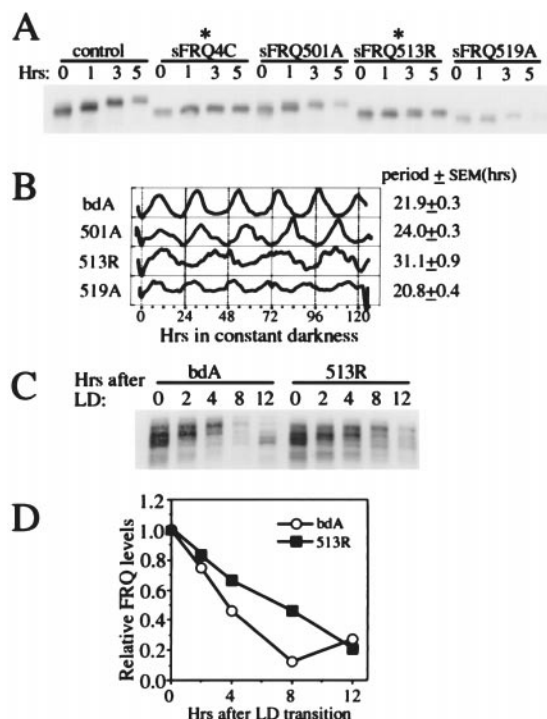 A
* *
control sFRQ4C sFRQ501A sFRQ513R sFRQ519A
Hrs: 0 1 3 5 0 1 3 5 0 1 3 5 0 1 3 5 0 1 3 5
B
period ± SEM(hrs)
bdA 21.9±0.3
501A 24.0±0.3
513R 31.1±0.9
519A 20.8±0.4
0 24 48 72 96 120
Hrs in constant darkness
C
Hrs after bdA 513R
LD: 0 2 4 8 12 0 2 4 8 12
D
Relative FRQ levels
1.2
1.0
0.8
0.6
0.4
0.2
0.0
bdA
513R
0 4 8 12
Hrs after LD transition